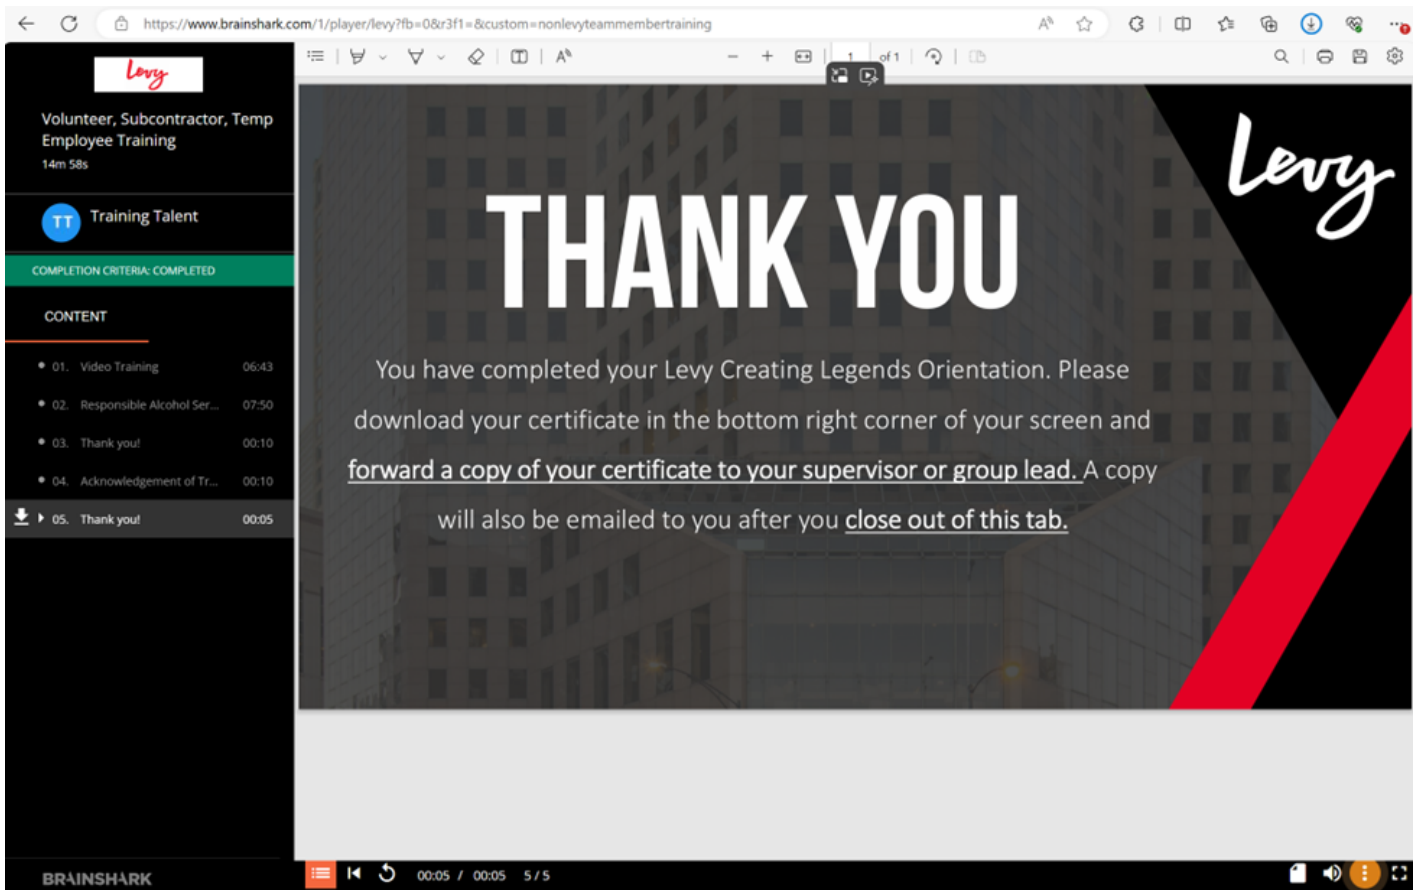 https://www.brainshark.com/1/player/levy?fb=0&r3f1=&custom=nonlevyteammembertraining
1 of 1
Levy
Volunteer, Subcontractor, Temp
Employee Training
14m 58s
TT Training Talent
COMPLETION CRITERIA: COMPLETED
CONTENT
01. Video Training 06:43
02. Responsible Alcohol Ser... 07:50
03. Thank you! 00:10
04. Acknowledgement of Tr... 00:10
05. Thank you! 00:05
BRAINSHARK
Levy
THANK YOU
You have completed your Levy Creating Legends Orientation. Please
download your certificate in the bottom right corner of your screen and
forward a copy of your certificate to your supervisor or group lead. A copy
will also be emailed to you after you close out of this tab.
00:05 / 00:05 5/5